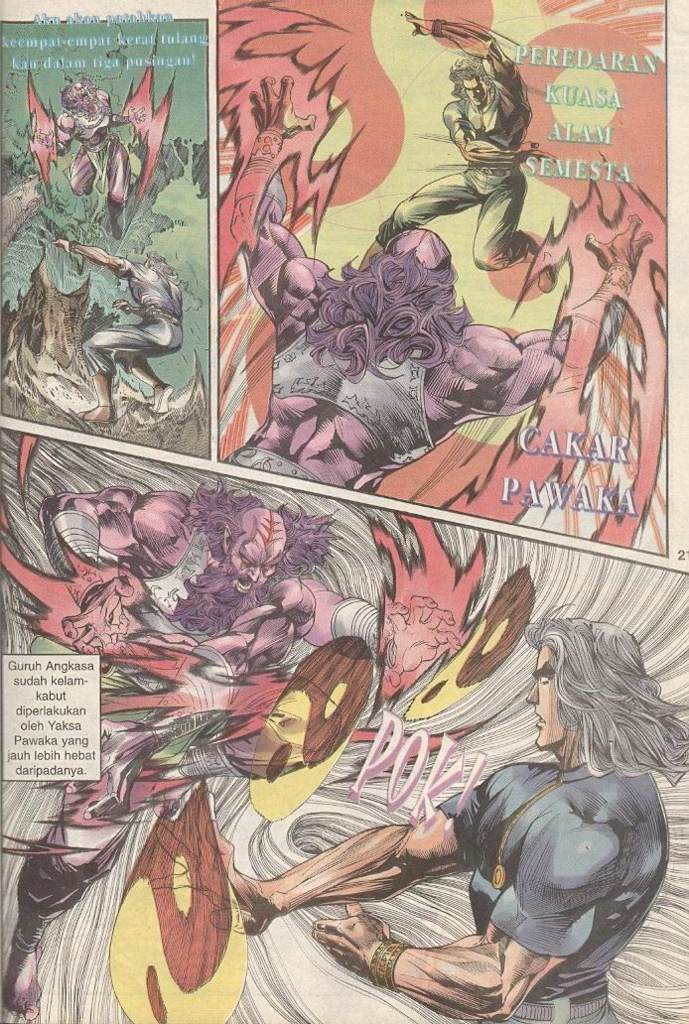 Aku akan patahkan
keempat-empat kerat tulang
kau dalam tiga pusingan!
PEREDARAN
KUASA
ALAM
SEMESTA
CAKAR
PAWAKA
2
Guruh Angkasa
sudah kelam-
kabut
diperlakukan
oleh Yaksa
Pawaka yang
jauh lebih hebat
daripadanya.
POK!